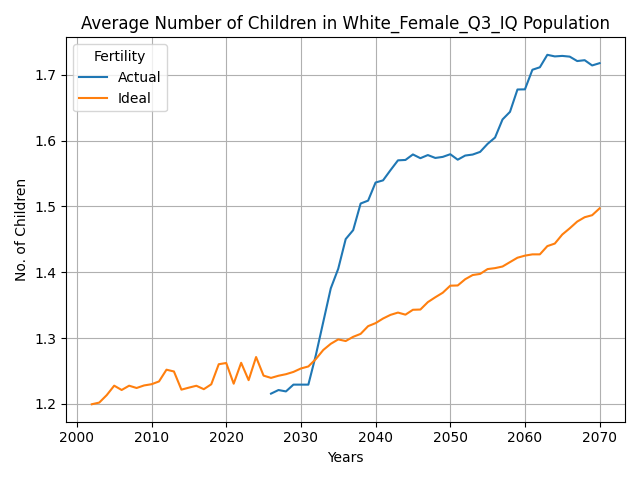 Average Number of Children in White_Female_Q3_IQ Population
Fertility
Actual
Ideal
No. of Children
1.7
1.6
1.5
1.4
1.3
1.2
2000 2010 2020 2030 2040 2050 2060 2070
Years